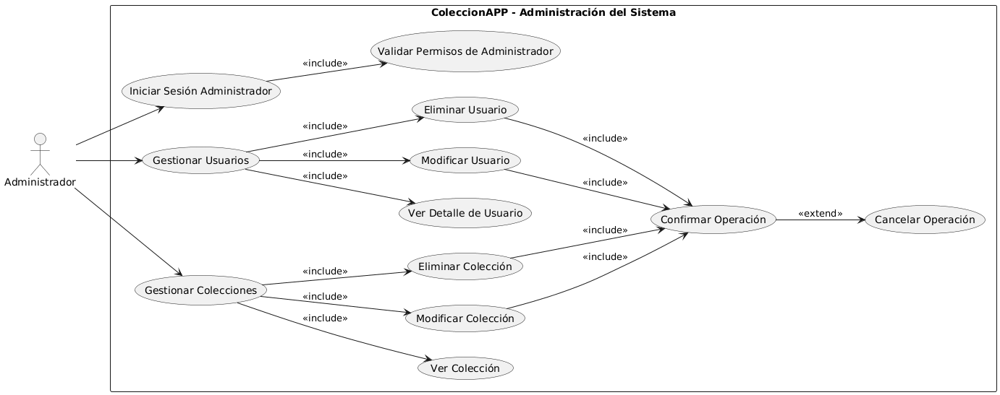 ColeccionAPP - Administración del Sistema
Validar Permisos de Administrador
«include»
Iniciar Sesión Administrador
Eliminar Usuario
«include»
«include»
Administrador
Gestionar Usuarios
«include»
Modificar Usuario
«include»
«include»
Ver Detalle de Usuario
Confirmar Operación
«extend»
Cancelar Operación
«include»
Eliminar Colección
«include»
«include»
Gestionar Colecciones
«include»
Modificar Colección
«include»
Ver Colección